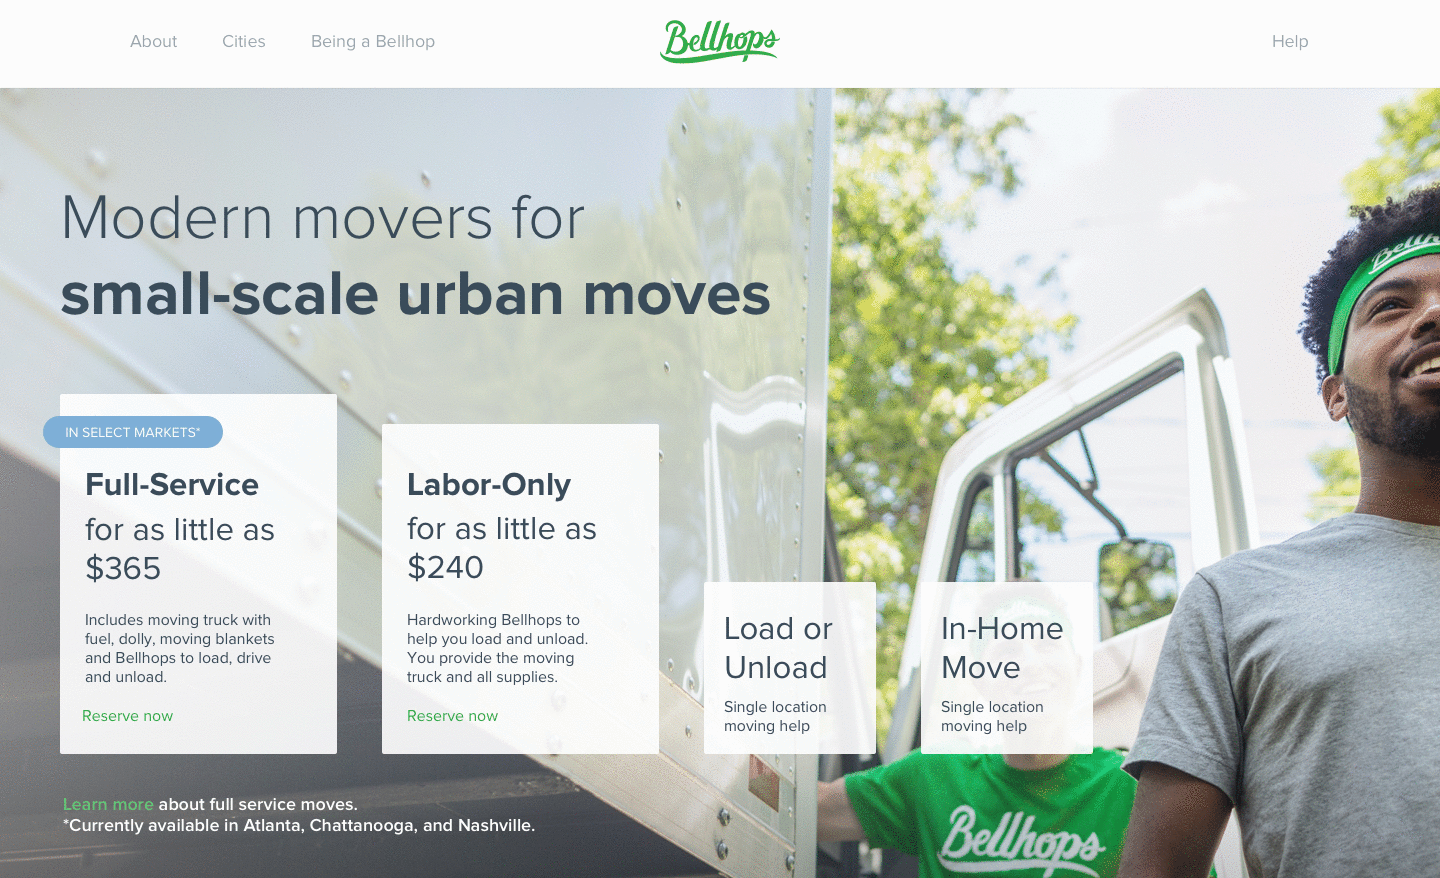 About
Cities
Being a Bellhop
Bellhops
Help
Modern movers for
small-scale urban moves
IN SELECT MARKETS*
Full-Service
for as little as
$365
Includes moving truck with
fuel, dolly, moving blankets
and Bellhops to load, drive
and unload.
Reserve now
Labor-Only
for as little as
$240
Hardworking Bellhops to
help you load and unload.
You provide the moving
truck and all supplies.
Reserve now
Load or
Unload
Single location
moving help
In-Home
Move
Single location
moving help
Learn more about full service moves.
*Currently available in Atlanta, Chattanooga, and Nashville.
Bellhops